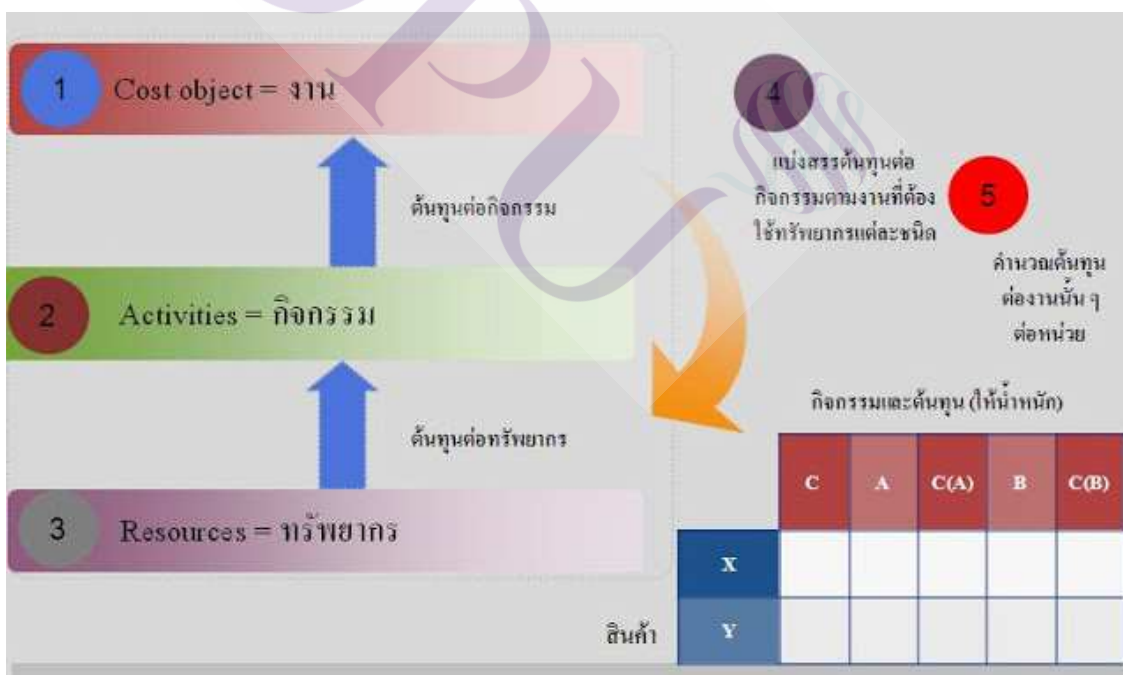 1 Cost object = งาน
ต้นทุนต่อกิจกรรม
2 Activities = กิจกรรม
ต้นทุนต่อทรัพยากร
3 Resources = ทรัพยากร
4
แบ่งสรรต้นทุนต่อ
กิจกรรมตามงานที่ต้อง
ใช้ทรัพยากรแต่ละชนิด
5
คำนวณต้นทุน
ต่องานนั้น ๆ
ต่อหน่วย
กิจกรรมและต้นทุน (ให้น้ำหนัก)
C A C(A) B C(B)
X
สินค้า Y